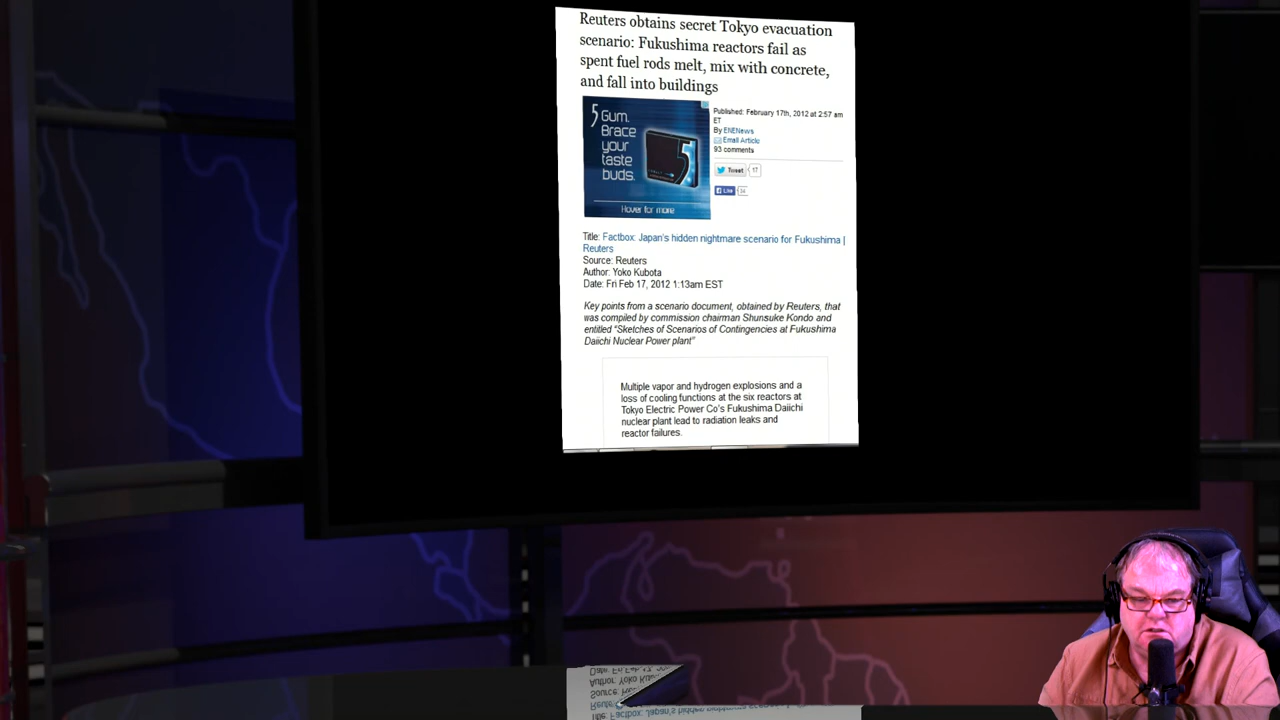 Reuters obtains secret Tokyo evacuation
scenario: Fukushima reactors fail as
spent fuel rods melt, mix with concrete,
and fall into buildings
5 Gum.
Brace
your
taste
buds.
5
Hover for more
Published: February 17th, 2012 at 2:57 am
ET
By ENENews
Email Article
93 comments
Tweet 17
Like 34
Title: Factbox: Japan's hidden nightmare scenario for Fukushima |
Reuters
Source: Reuters
Author: Yoko Kubota
Date: Fri Feb 17, 2012 1:13am EST
Key points from a scenario document, obtained by Reuters, that
was compiled by commission chairman Shunsuke Kondo and
entitled "Sketches of Scenarios of Contingencies at Fukushima
Daiichi Nuclear Power plant"
Multiple vapor and hydrogen explosions and a
loss of cooling functions at the six reactors at
Tokyo Electric Power Co's Fukushima Daiichi
nuclear plant lead to radiation leaks and
reactor failures.